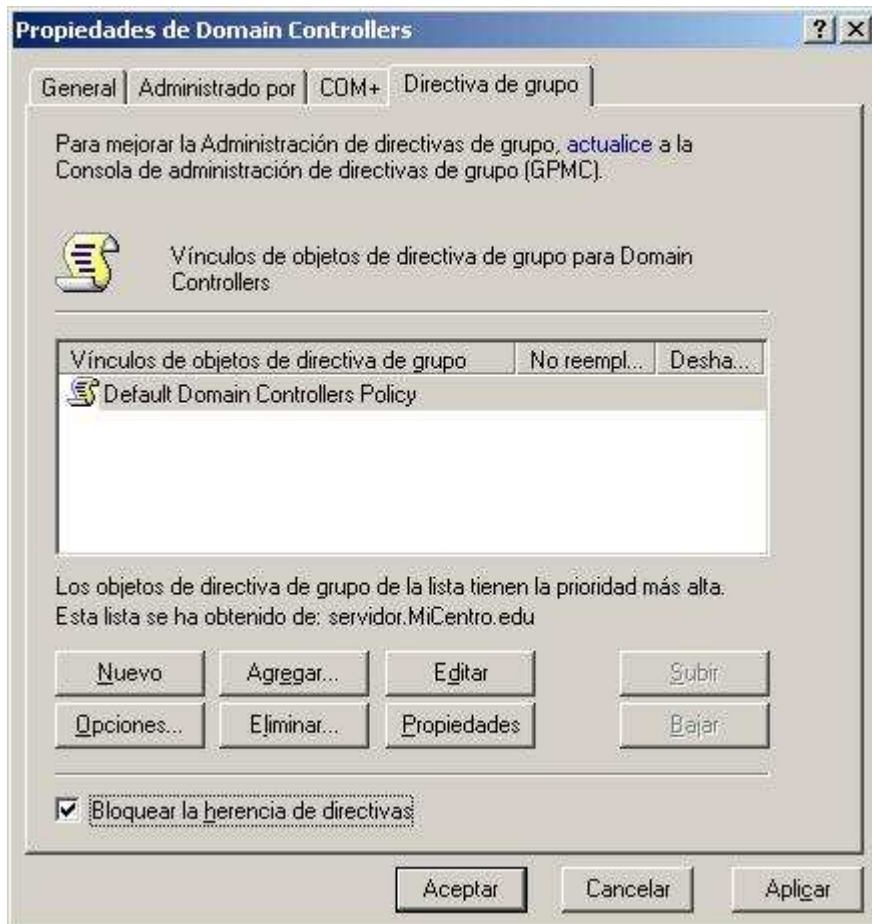 Propiedades de Domain Controllers
General
Administrado por
COM+
Directiva de grupo
Para mejorar la Administración de directivas de grupo, actualice a la
Consola de administración de directivas de grupo (GPMC).
Vínculos de objetos de directiva de grupo para Domain
Controllers
Vínculos de objetos de directiva de grupo No reempl... Desha...
Default Domain Controllers Policy
Los objetos de directiva de grupo de la lista tienen la prioridad más alta.
Esta lista se ha obtenido de: servidor.MiCentro.edu
Nuevo Agregar... Editar Subir
Opciones... Eliminar... Propiedades Bajar
Bloquear la herencia de directivas
Aceptar Cancelar Aplicar